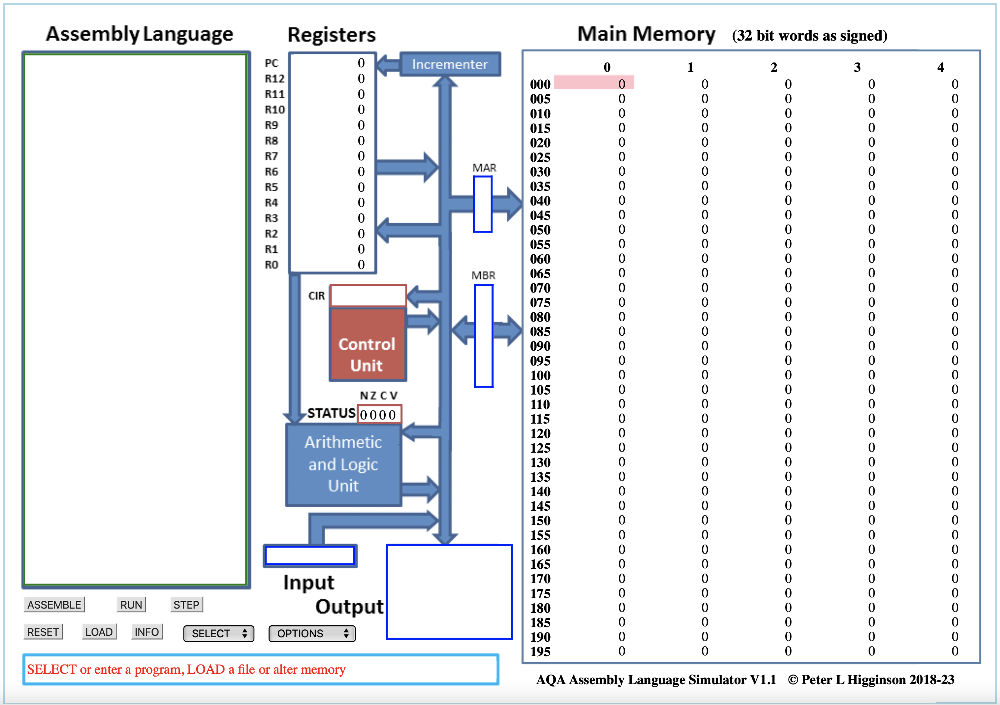 Assembly Language
Registers
Main Memory (32 bit words as signed)
PC 0
R12 0
R11 0
R10 0
R9 0
R8 0
R7 0
R6 0
R5 0
R4 0
R3 0
R2 0
R1 0
R0 0
Incrementer
MAR
MBR
CIR
Control
Unit
N Z C V
STATUS 0 0 0 0
Arithmetic
and Logic
Unit
Input
Output
0 1 2 3 4
000 0 0 0 0 0
005 0 0 0 0 0
010 0 0 0 0 0
015 0 0 0 0 0
020 0 0 0 0 0
025 0 0 0 0 0
030 0 0 0 0 0
035 0 0 0 0 0
040 0 0 0 0 0
045 0 0 0 0 0
050 0 0 0 0 0
055 0 0 0 0 0
060 0 0 0 0 0
065 0 0 0 0 0
070 0 0 0 0 0
075 0 0 0 0 0
080 0 0 0 0 0
085 0 0 0 0 0
090 0 0 0 0 0
095 0 0 0 0 0
100 0 0 0 0 0
105 0 0 0 0 0
110 0 0 0 0 0
115 0 0 0 0 0
120 0 0 0 0 0
125 0 0 0 0 0
130 0 0 0 0 0
135 0 0 0 0 0
140 0 0 0 0 0
145 0 0 0 0 0
150 0 0 0 0 0
155 0 0 0 0 0
160 0 0 0 0 0
165 0 0 0 0 0
170 0 0 0 0 0
175 0 0 0 0 0
180 0 0 0 0 0
185 0 0 0 0 0
190 0 0 0 0 0
195 0 0 0 0 0
ASSEMBLE RUN STEP
RESET LOAD INFO SELECT OPTIONS
SELECT or enter a program, LOAD a file or alter memory
AQA Assembly Language Simulator V1.1 © Peter L Higginson 2018-23